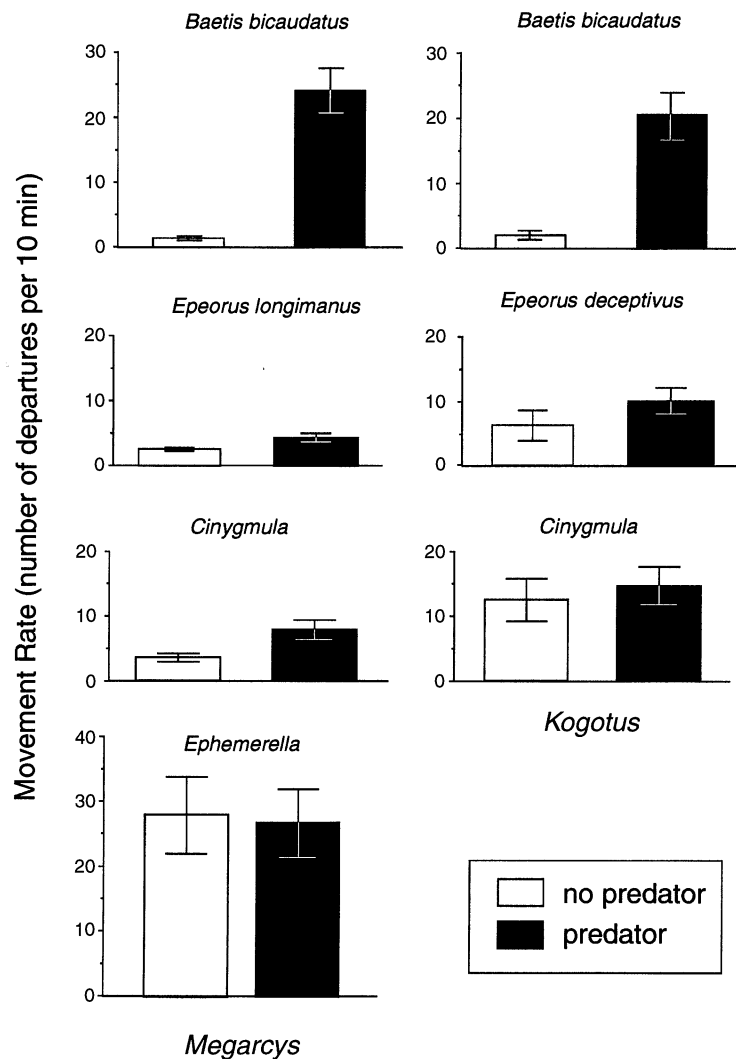 Movement Rate (number of departures per 10 min)
Baetis bicaudatus
30
20
10
0
Baetis bicaudatus
30
20
10
0
Epeorus longimanus
20
10
0
Epeorus deceptivus
20
10
0
Cinygmula
20
10
0
Cinygmula
20
10
0
Kogotus
Ephemerella
40
30
20
10
0
Megarcys
no predator
predator